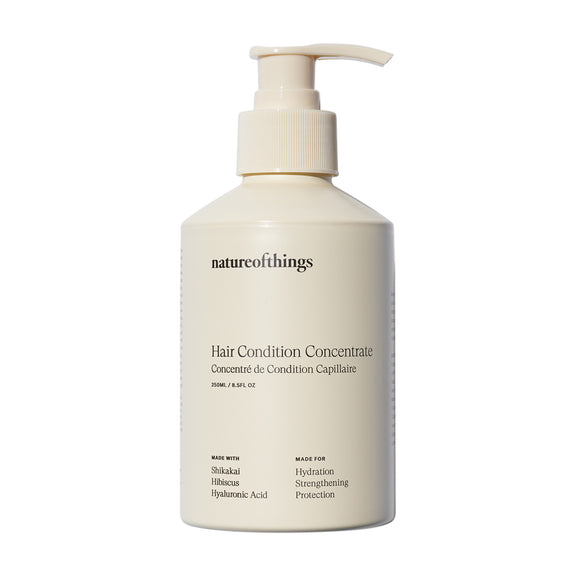 natureofthings
Hair Condition Concentrate
Concentré de Condition Capillaire
250ML / 8.5FL OZ
MADE WITH
Shikakai
Hibiscus
Hyaluronic Acid
MADE FOR
Hydration
Strengthening
Protection